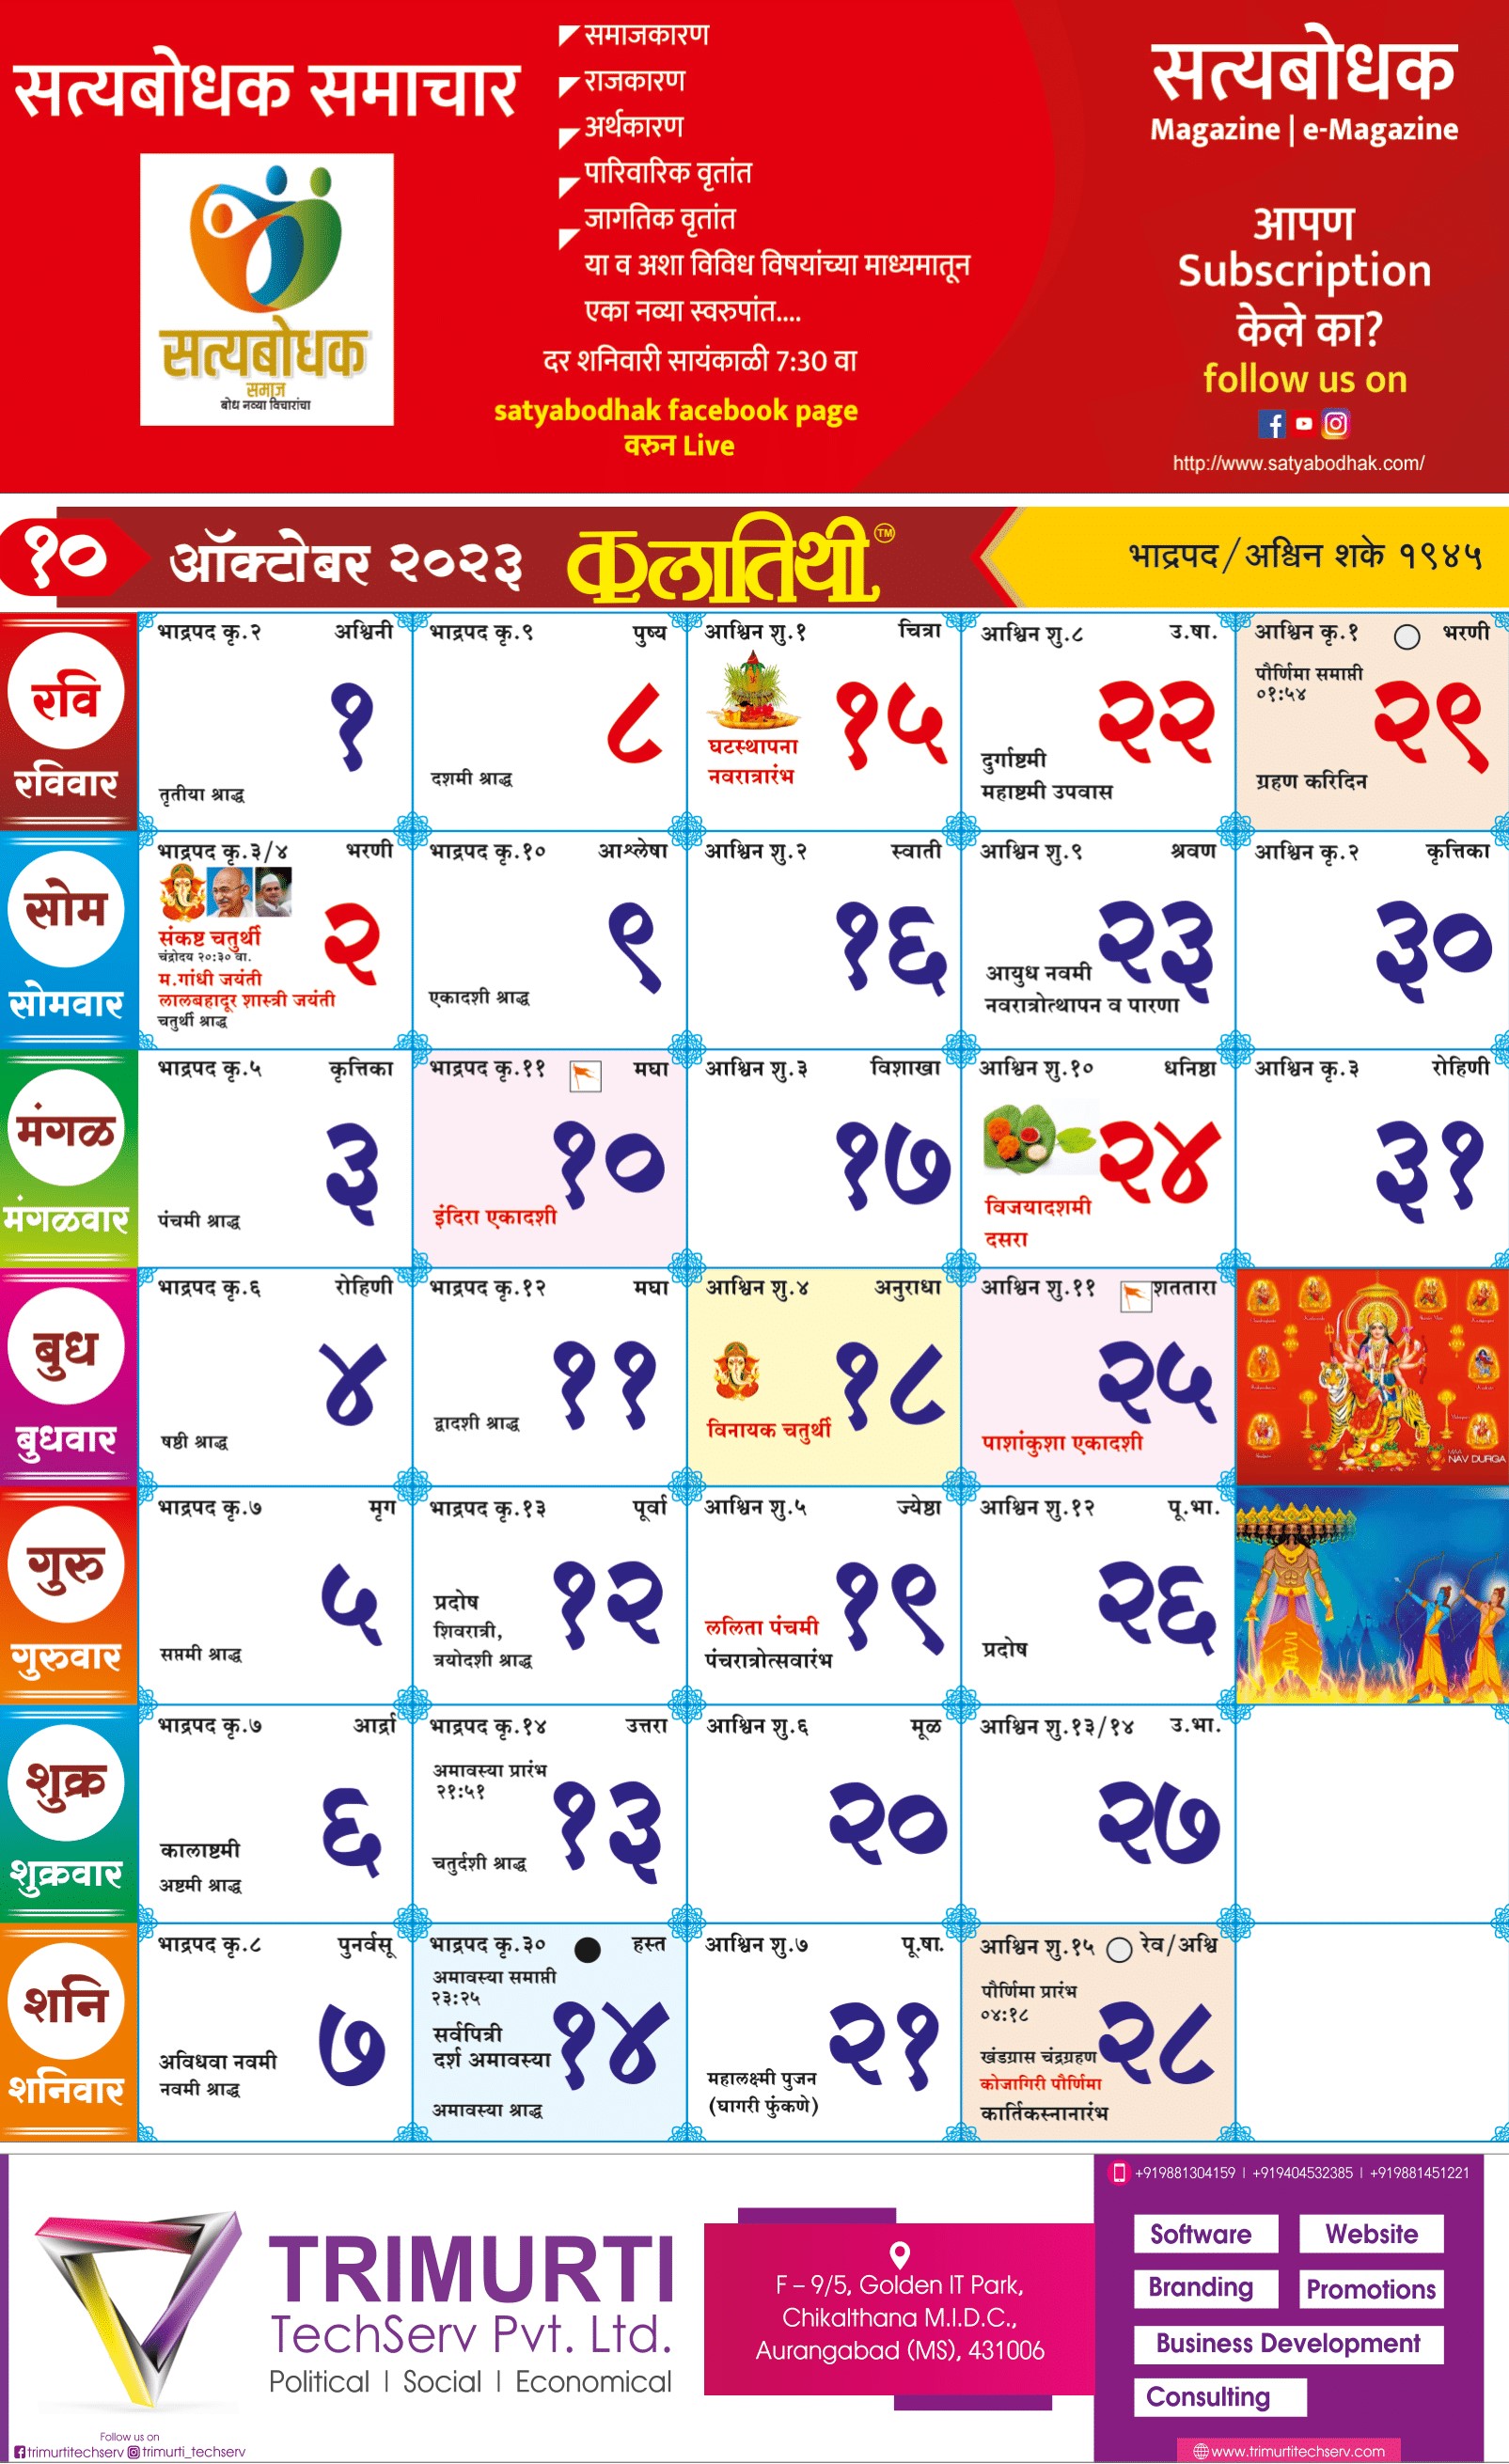 सत्यबोधक समाचार
सत्यबोधक
समाज
बोध नव्या विचारांचा
समाजकारण
राजकारण
अर्थकारण
पारिवारिक वृतांत
जागतिक वृतांत
या व अशा विविध विषयांच्या माध्यमातून
एका नव्या स्वरुपांत....
दर शनिवारी सायंकाळी 7:30 वा
satyabodhak facebook page
वरुन Live
सत्यबोधक
Magazine | e-Magazine
आपण
Subscription
केले का?
follow us on
http://www.satyabodhak.com/
१० ऑक्टोबर २०२३ कलातिथी TM भाद्रपद/अश्विन शके १९४५
रवि
रविवार
भाद्रपद कृ.२ अश्विनी
१
तृतीया श्राद्ध
भाद्रपद कृ.९ पुष्य
८
दशमी श्राद्ध
आश्विन शु.१ चित्रा
१५
घटस्थापना
नवरात्रारंभ
आश्विन शु.८ उ.षा.
२२
दुर्गाष्टमी
महाष्टमी उपवास
आश्विन कृ.१ भरणी
पौर्णिमा समाप्ती
०१:५४
२९
ग्रहण करिदिन
सोम
सोमवार
भाद्रपद कृ.३/४ भरणी
२
संकष्ट चतुर्थी
चंद्रोदय २०:३० वा.
म.गांधी जयंती
लालबहादूर शास्त्री जयंती
चतुर्थी श्राद्ध
भाद्रपद कृ.१० आश्लेषा
९
एकादशी श्राद्ध
आश्विन शु.२ स्वाती
१६
आश्विन शु.९ श्रवण
२३
आयुध नवमी
नवरात्रोत्थापन व पारणा
आश्विन कृ.२ कृत्तिका
३०
मंगळ
मंगळवार
भाद्रपद कृ.५ कृत्तिका
३
पंचमी श्राद्ध
भाद्रपद कृ.११ मघा
१०
इंदिरा एकादशी
आश्विन शु.३ विशाखा
१७
आश्विन शु.१० धनिष्ठा
२४
विजयादशमी
दसरा
आश्विन कृ.३ रोहिणी
३१
बुध
बुधवार
भाद्रपद कृ.६ रोहिणी
४
षष्ठी श्राद्ध
भाद्रपद कृ.१२ मघा
११
द्वादशी श्राद्ध
आश्विन शु.४ अनुराधा
१८
विनायक चतुर्थी
आश्विन शु.११ शततारा
२५
पाशांकुशा एकादशी
MAA
NAV DURGA
गुरु
गुरुवार
भाद्रपद कृ.७ मृग
५
सप्तमी श्राद्ध
भाद्रपद कृ.१३ पूर्वा
१२
प्रदोष
शिवरात्री,
त्रयोदशी श्राद्ध
आश्विन शु.५ ज्येष्ठा
१९
ललिता पंचमी
पंचरात्रोत्सवारंभ
आश्विन शु.१२ पू.भा.
२६
प्रदोष
शुक्र
शुक्रवार
भाद्रपद कृ.७ आर्द्रा
६
कालाष्टमी
अष्टमी श्राद्ध
भाद्रपद कृ.१४ उत्तरा
अमावस्या प्रारंभ
२१:५१
१३
चतुर्दशी श्राद्ध
आश्विन शु.६ मूळ
२०
आश्विन शु.१३/१४ उ.भा.
२७
शनि
शनिवार
भाद्रपद कृ.८ पुनर्वसू
७
अविधवा नवमी
नवमी श्राद्ध
भाद्रपद कृ.३० हस्त
अमावस्या समाप्ती
२३:२५
१४
सर्वपित्री
दर्श अमावस्या
अमावस्या श्राद्ध
आश्विन शु.७ पू.षा.
२१
महालक्ष्मी पुजन
(घागरी फुंकणे)
आश्विन शु.१५ रेव/अश्वि
पौर्णिमा प्रारंभ
०४:१८
२८
खंडग्रास चंद्रग्रहण
कोजागिरी पौर्णिमा
कार्तिकस्नानारंभ
TRIMURTI
TechServ Pvt. Ltd.
Political | Social | Economical
Follow us on
trimurtitechserv trimurti_techserv
F – 9/5, Golden IT Park,
Chikalthana M.I.D.C.,
Aurangabad (MS), 431006
+919881304159 | +919404532385 | +919881451221
Software Website
Branding Promotions
Business Development
Consulting
www.trimurtitechserv.com